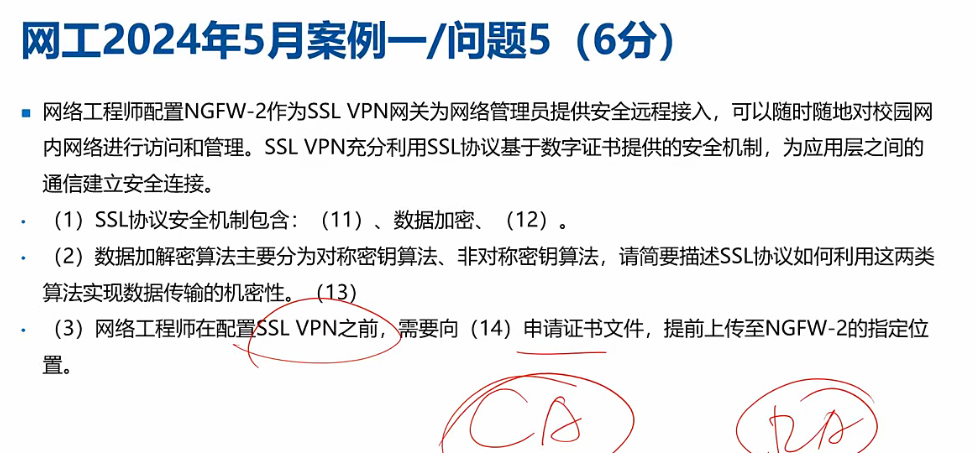 网工2024年5月案例一/问题5（6分）
网络工程师配置NGFW-2作为SSL VPN网关为网络管理员提供安全远程接入，可以随时随地对校园网
内网络进行访问和管理。SSL VPN充分利用SSL协议基于数字证书提供的安全机制，为应用层之间的
通信建立安全连接。
（1）SSL协议安全机制包含：（11）、数据加密、（12）。
（2）数据加解密算法主要分为对称密钥算法、非对称密钥算法，请简要描述SSL协议如何利用这两类
算法实现数据传输的机密性。（13）
（3）网络工程师在配置SSL VPN之前，需要向（14）申请证书文件，提前上传至NGFW-2的指定位
置。
CA RA